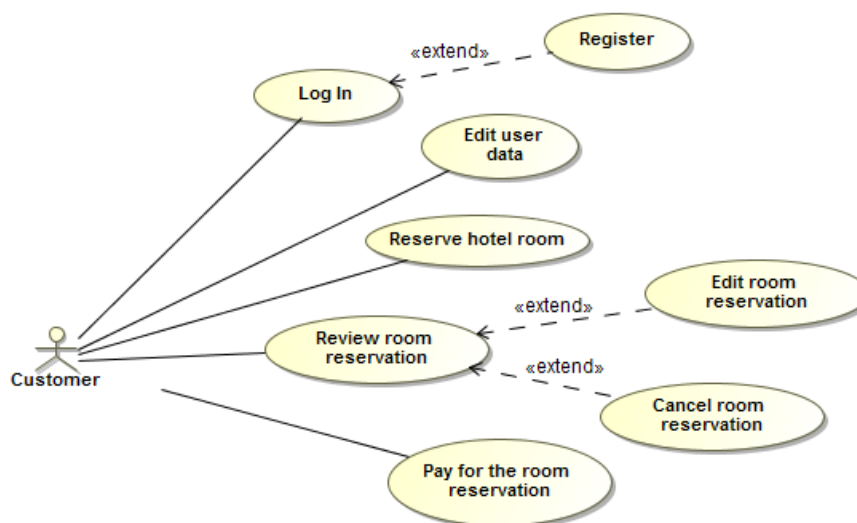 Register
«extend»
Log In
Edit user
data
Reserve hotel room
Edit room
reservation
«extend»
Review room
reservation
«extend»
Customer
Cancel room
reservation
Pay for the room
reservation